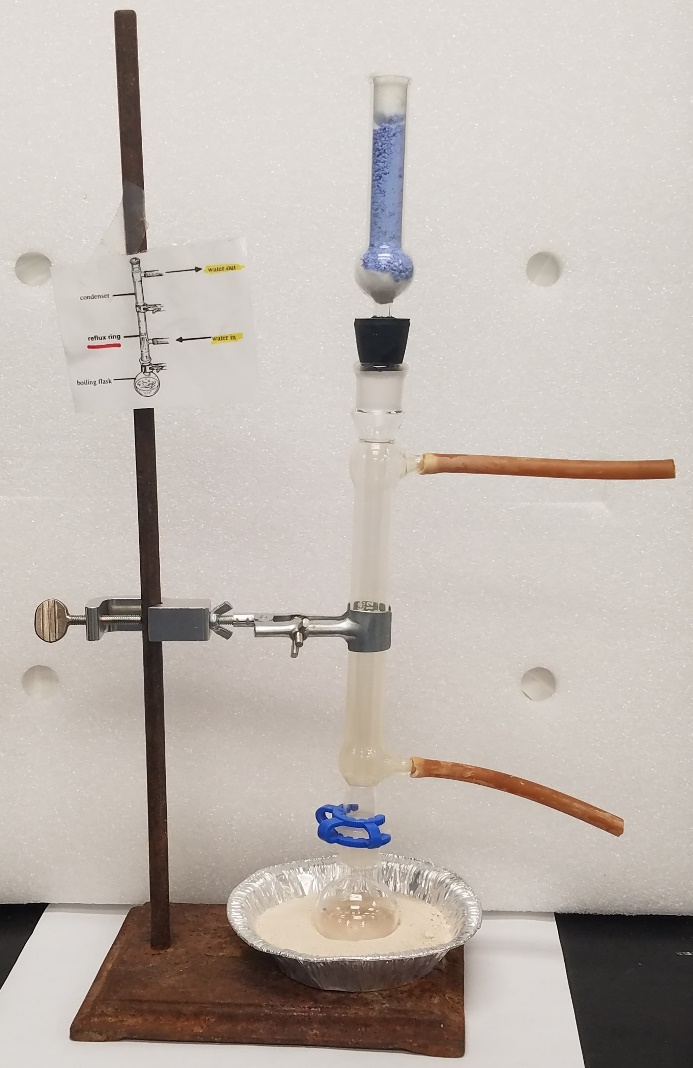 water out
condenser
reflux ring
water in
boiling flask